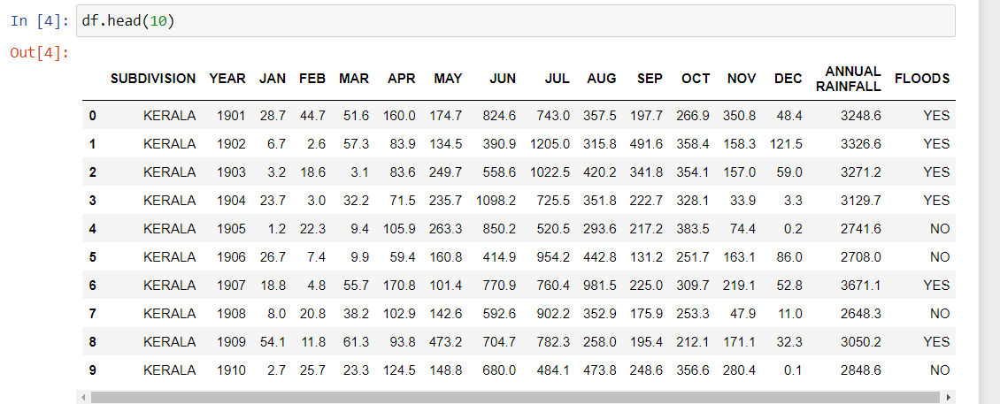 In [4]: df.head(10)
Out[4]:
SUBDIVISION YEAR JAN FEB MAR APR MAY JUN JUL AUG SEP OCT NOV DEC ANNUAL RAINFALL FLOODS
0 KERALA 1901 28.7 44.7 51.6 160.0 174.7 824.6 743.0 357.5 197.7 266.9 350.8 48.4 3248.6 YES
1 KERALA 1902 6.7 2.6 57.3 83.9 134.5 390.9 1205.0 315.8 491.6 358.4 158.3 121.5 3326.6 YES
2 KERALA 1903 3.2 18.6 3.1 83.6 249.7 558.6 1022.5 420.2 341.8 354.1 157.0 59.0 3271.2 YES
3 KERALA 1904 23.7 3.0 32.2 71.5 235.7 1098.2 725.5 351.8 222.7 328.1 33.9 3.3 3129.7 YES
4 KERALA 1905 1.2 22.3 9.4 105.9 263.3 850.2 520.5 293.6 217.2 383.5 74.4 0.2 2741.6 NO
5 KERALA 1906 26.7 7.4 9.9 59.4 160.8 414.9 954.2 442.8 131.2 251.7 163.1 86.0 2708.0 NO
6 KERALA 1907 18.8 4.8 55.7 170.8 101.4 770.9 760.4 981.5 225.0 309.7 219.1 52.8 3671.1 YES
7 KERALA 1908 8.0 20.8 38.2 102.9 142.6 592.6 902.2 352.9 175.9 253.3 47.9 11.0 2648.3 NO
8 KERALA 1909 54.1 11.8 61.3 93.8 473.2 704.7 782.3 258.0 195.4 212.1 171.1 32.3 3050.2 YES
9 KERALA 1910 2.7 25.7 23.3 124.5 148.8 680.0 484.1 473.8 248.6 356.6 280.4 0.1 2848.6 NO